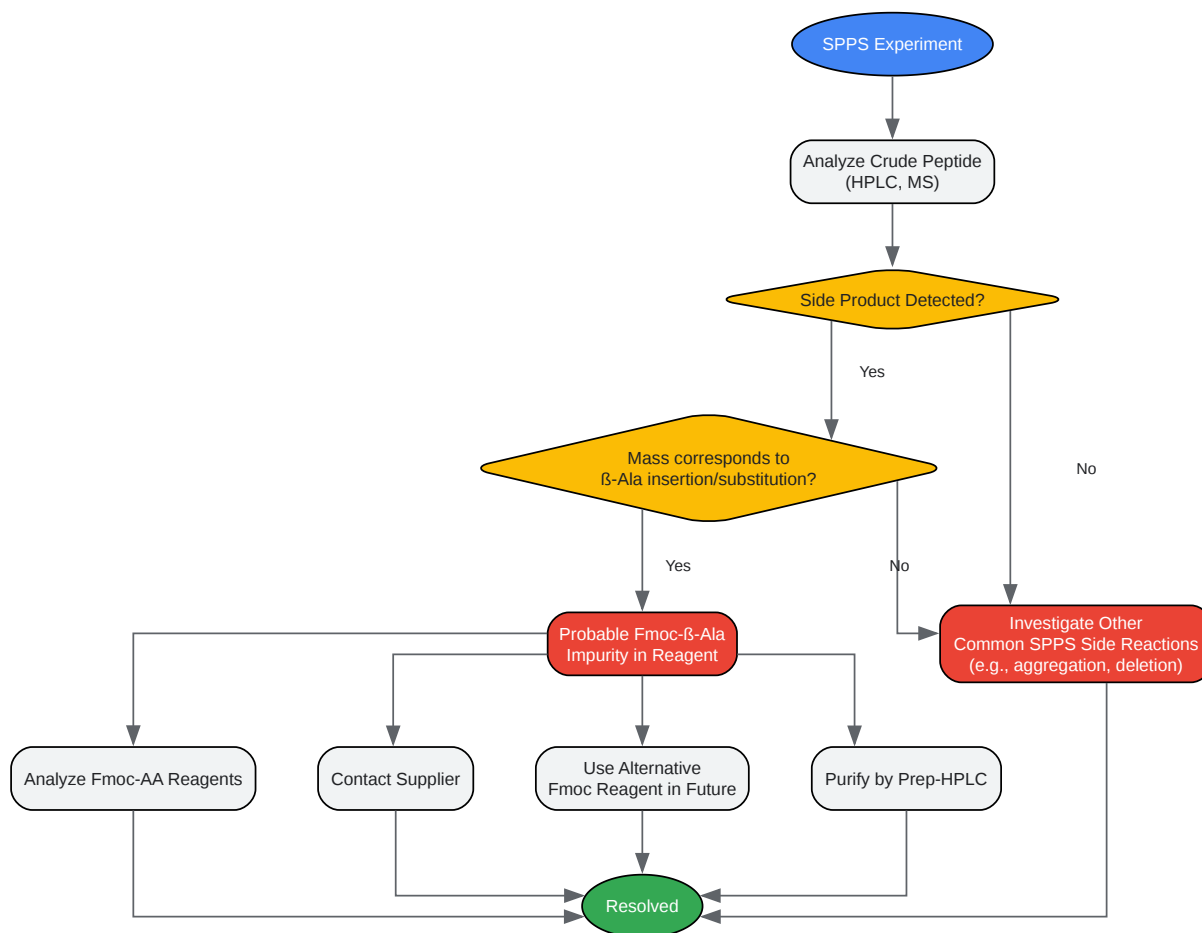 SPPS Experiment
Analyze Crude Peptide
(HPLC, MS)
Side Product Detected?
Yes
Mass corresponds to
ß-Ala insertion/substitution?
No
Yes
No
Probable Fmoc-ß-Ala
Impurity in Reagent
Investigate Other
Common SPPS Side Reactions
(e.g., aggregation, deletion)
Analyze Fmoc-AA Reagents
Contact Supplier
Use Alternative
Fmoc Reagent in Future
Purify by Prep-HPLC
Resolved